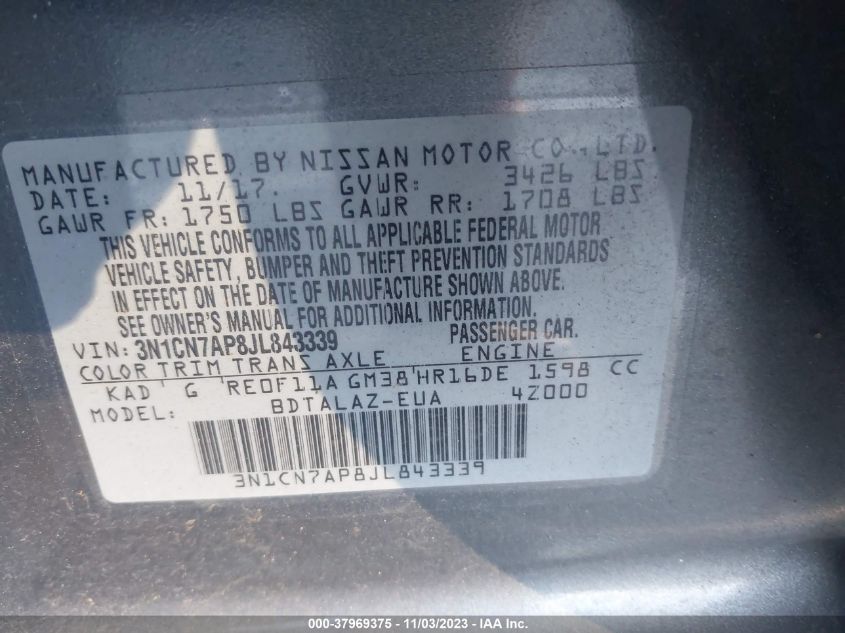 MANUFACTURED BY NISSAN MOTOR CO., LTD.
DATE: 11/17. GVWR: 3426 LBS
GAWR FR: 1750 LBS GAWR RR: 1708 LBS
THIS VEHICLE CONFORMS TO ALL APPLICABLE FEDERAL MOTOR
VEHICLE SAFETY, BUMPER AND THEFT PREVENTION STANDARDS
IN EFFECT ON THE DATE OF MANUFACTURE SHOWN ABOVE.
SEE OWNER'S MANUAL FOR ADDITIONAL INFORMATION.
VIN: 3N1CN7AP8JL843339 PASSENGER CAR.
COLOR TRIM TRANS AXLE ENGINE
KAD G RE0F11A GM38 HR16DE 1598 CC
MODEL: BDTALAZ-EUA 4Z000
3N1CN7AP8JL843339
000-37969375 - 11/03/2023 - IAA Inc.